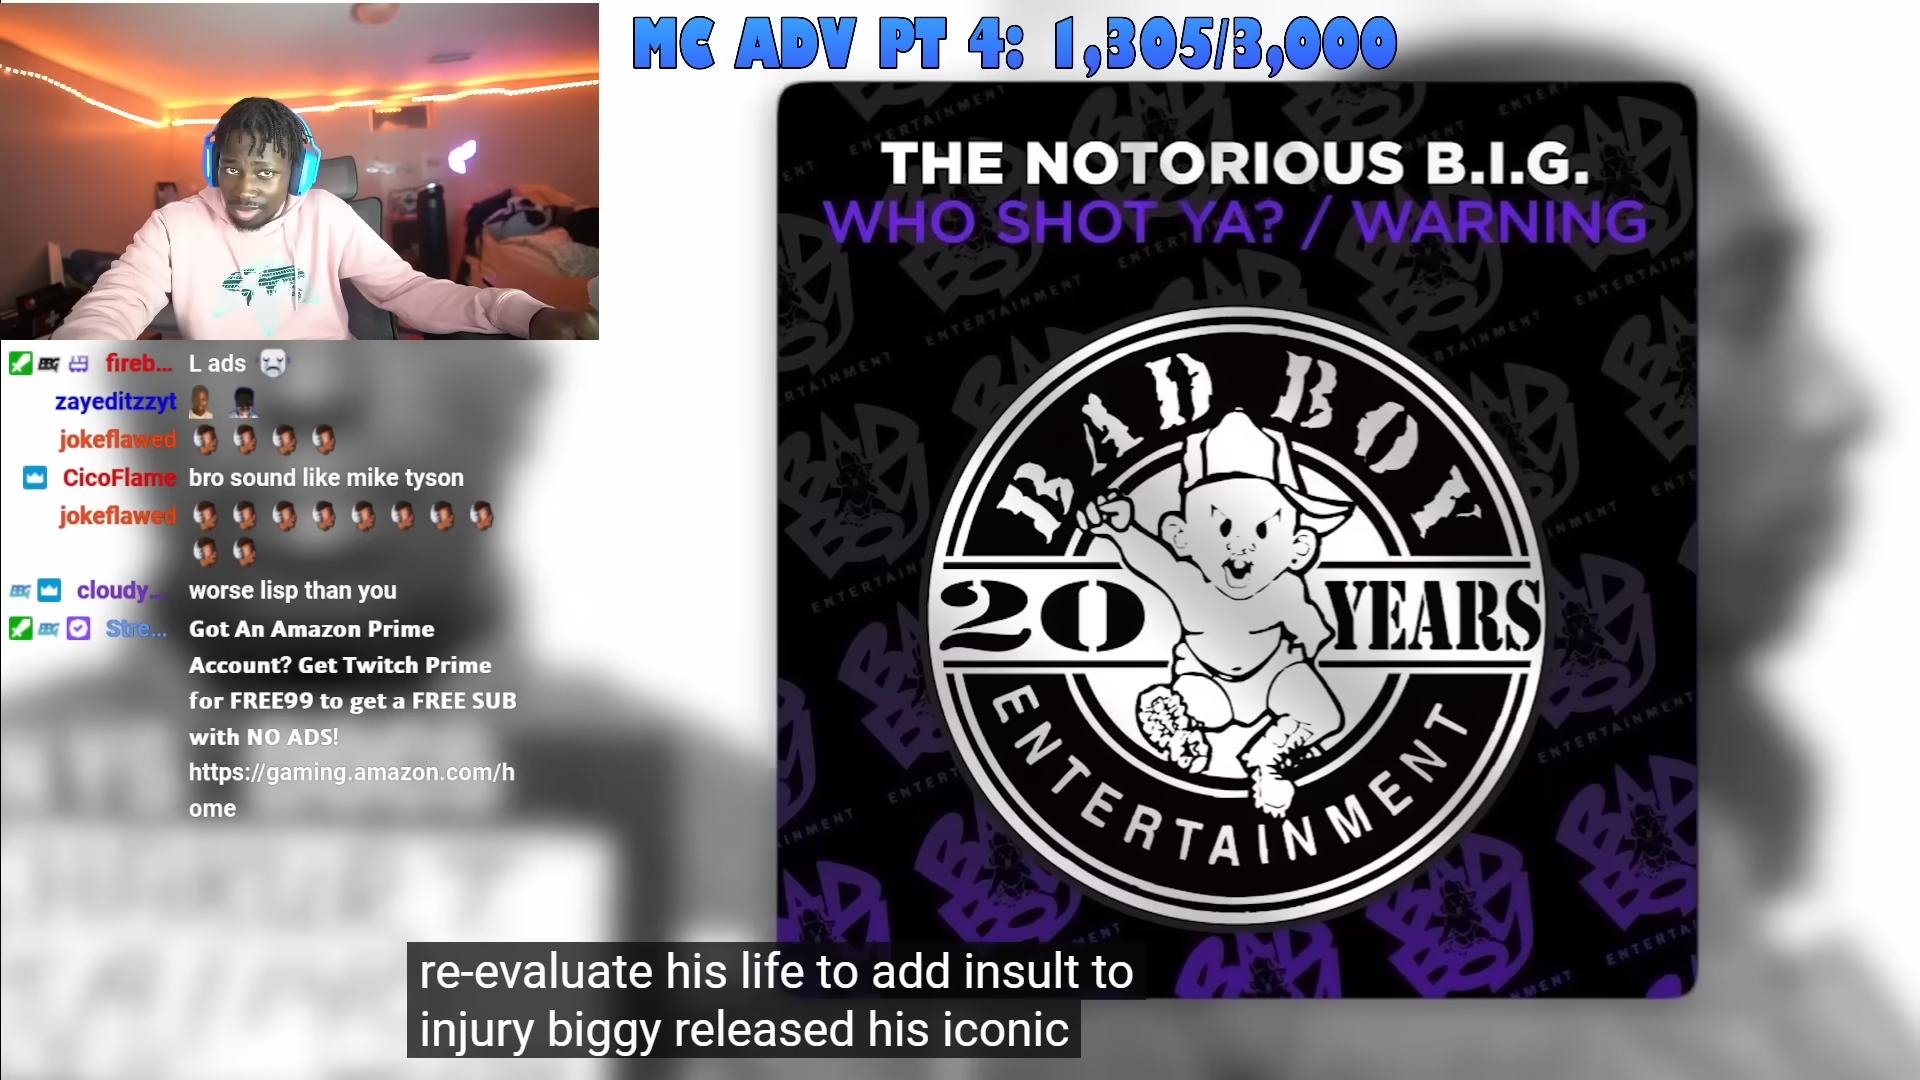 MC ADV PT 4: 1,305/3,000
THE NOTORIOUS B.I.G.
WHO SHOT YA? / WARNING
BAD BOY
20 YEARS
ENTERTAINMENT
fireb... L ads
zayeditzzyt
jokeflawed
CicoFlame bro sound like mike tyson
jokeflawed
cloudy... worse lisp than you
Stre... Got An Amazon Prime
Account? Get Twitch Prime
for FREE99 to get a FREE SUB
with NO ADS!
https://gaming.amazon.com/h
ome
re-evaluate his life to add insult to
injury biggy released his iconic